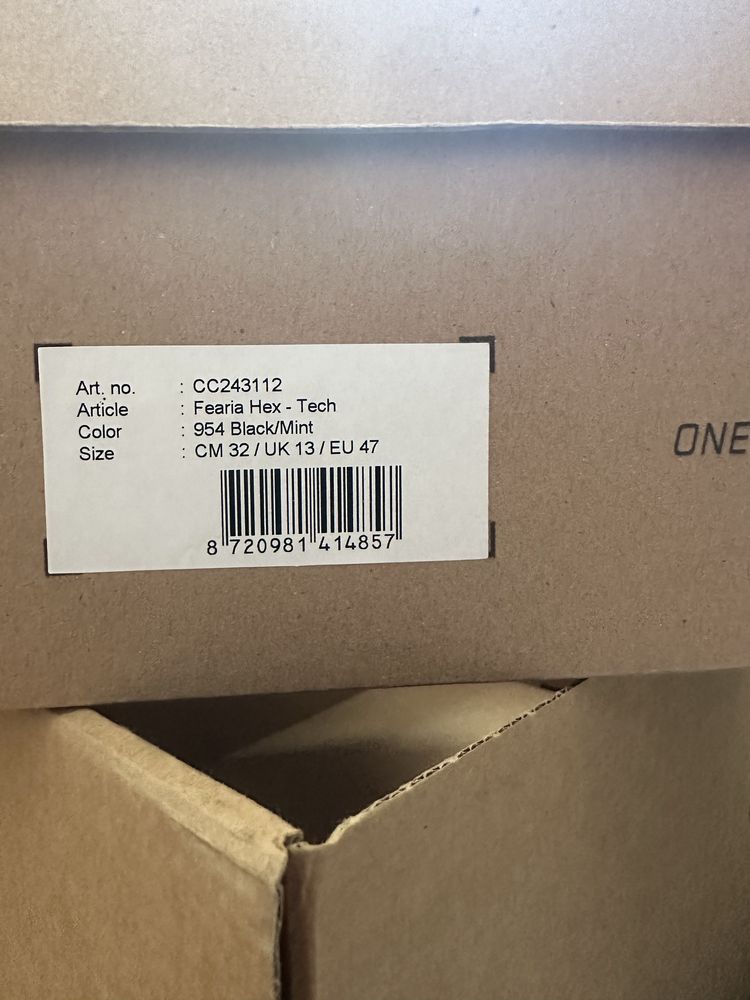 Art. no. : CC243112
Article : Fearia Hex - Tech
Color : 954 Black/Mint
Size : CM 32 / UK 13 / EU 47
8 720981 414857
ONE